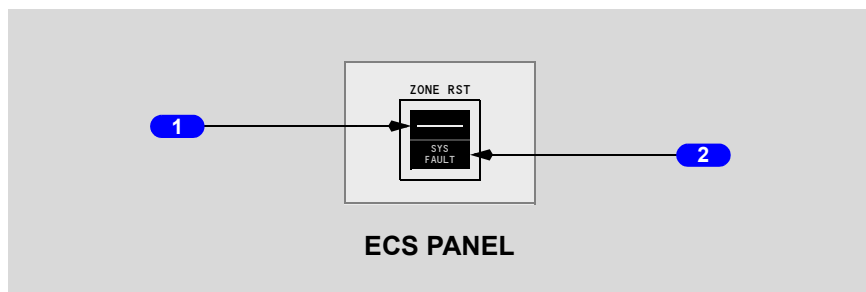 ZONE RST
1
SYS
FAULT
2
ECS PANEL